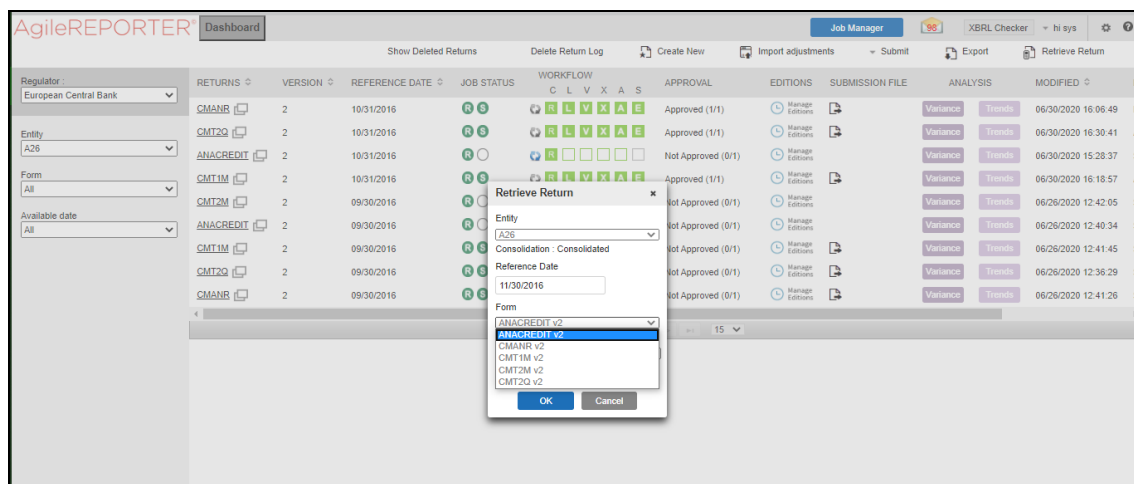 AgileREPORTER® Dashboard Job Manager 96 XBRL Checker hi sys
Show Deleted Returns Delete Return Log Create New Import adjustments Submit Export Retrieve Return
Regulator :
European Central Bank
Entity
A26
Form
All
Available date
All
RETURNS VERSION REFERENCE DATE JOB STATUS WORKFLOW APPROVAL EDITIONS SUBMISSION FILE ANALYSIS MODIFIED
C L V X A S
CMANR 2 10/31/2016 R S R L V X A E Approved (1/1) Manage Editions Variance Trends 06/30/2020 16:06:49
CMT2Q 2 10/31/2016 R S R L V X A E Approved (1/1) Manage Editions Variance Trends 06/30/2020 16:30:41
ANACREDIT 2 10/31/2016 R R Not Approved (0/1) Manage Editions Variance Trends 06/30/2020 15:28:37
CMT1M 2 10/31/2016 R S R L V X A E Approved (1/1) Manage Editions Variance Trends 06/30/2020 16:18:57
CMT2M 2 09/30/2016 R Not Approved (0/1) Manage Editions Variance Trends 06/26/2020 12:42:05
ANACREDIT 2 09/30/2016 R Not Approved (0/1) Manage Editions Variance Trends 06/26/2020 12:40:34
CMT1M 2 09/30/2016 R S Not Approved (0/1) Manage Editions Variance Trends 06/26/2020 12:41:45
CMT2Q 2 09/30/2016 R S Not Approved (0/1) Manage Editions Variance Trends 06/26/2020 12:36:29
CMANR 2 09/30/2016 R S Not Approved (0/1) Manage Editions Variance Trends 06/26/2020 12:41:26
15
Retrieve Return ×
Entity
A26
Consolidation : Consolidated
Reference Date
11/30/2016
Form
ANACREDIT v2
ANACREDIT v2
CMANR v2
CMT1M v2
CMT2M v2
CMT2Q v2
OK Cancel